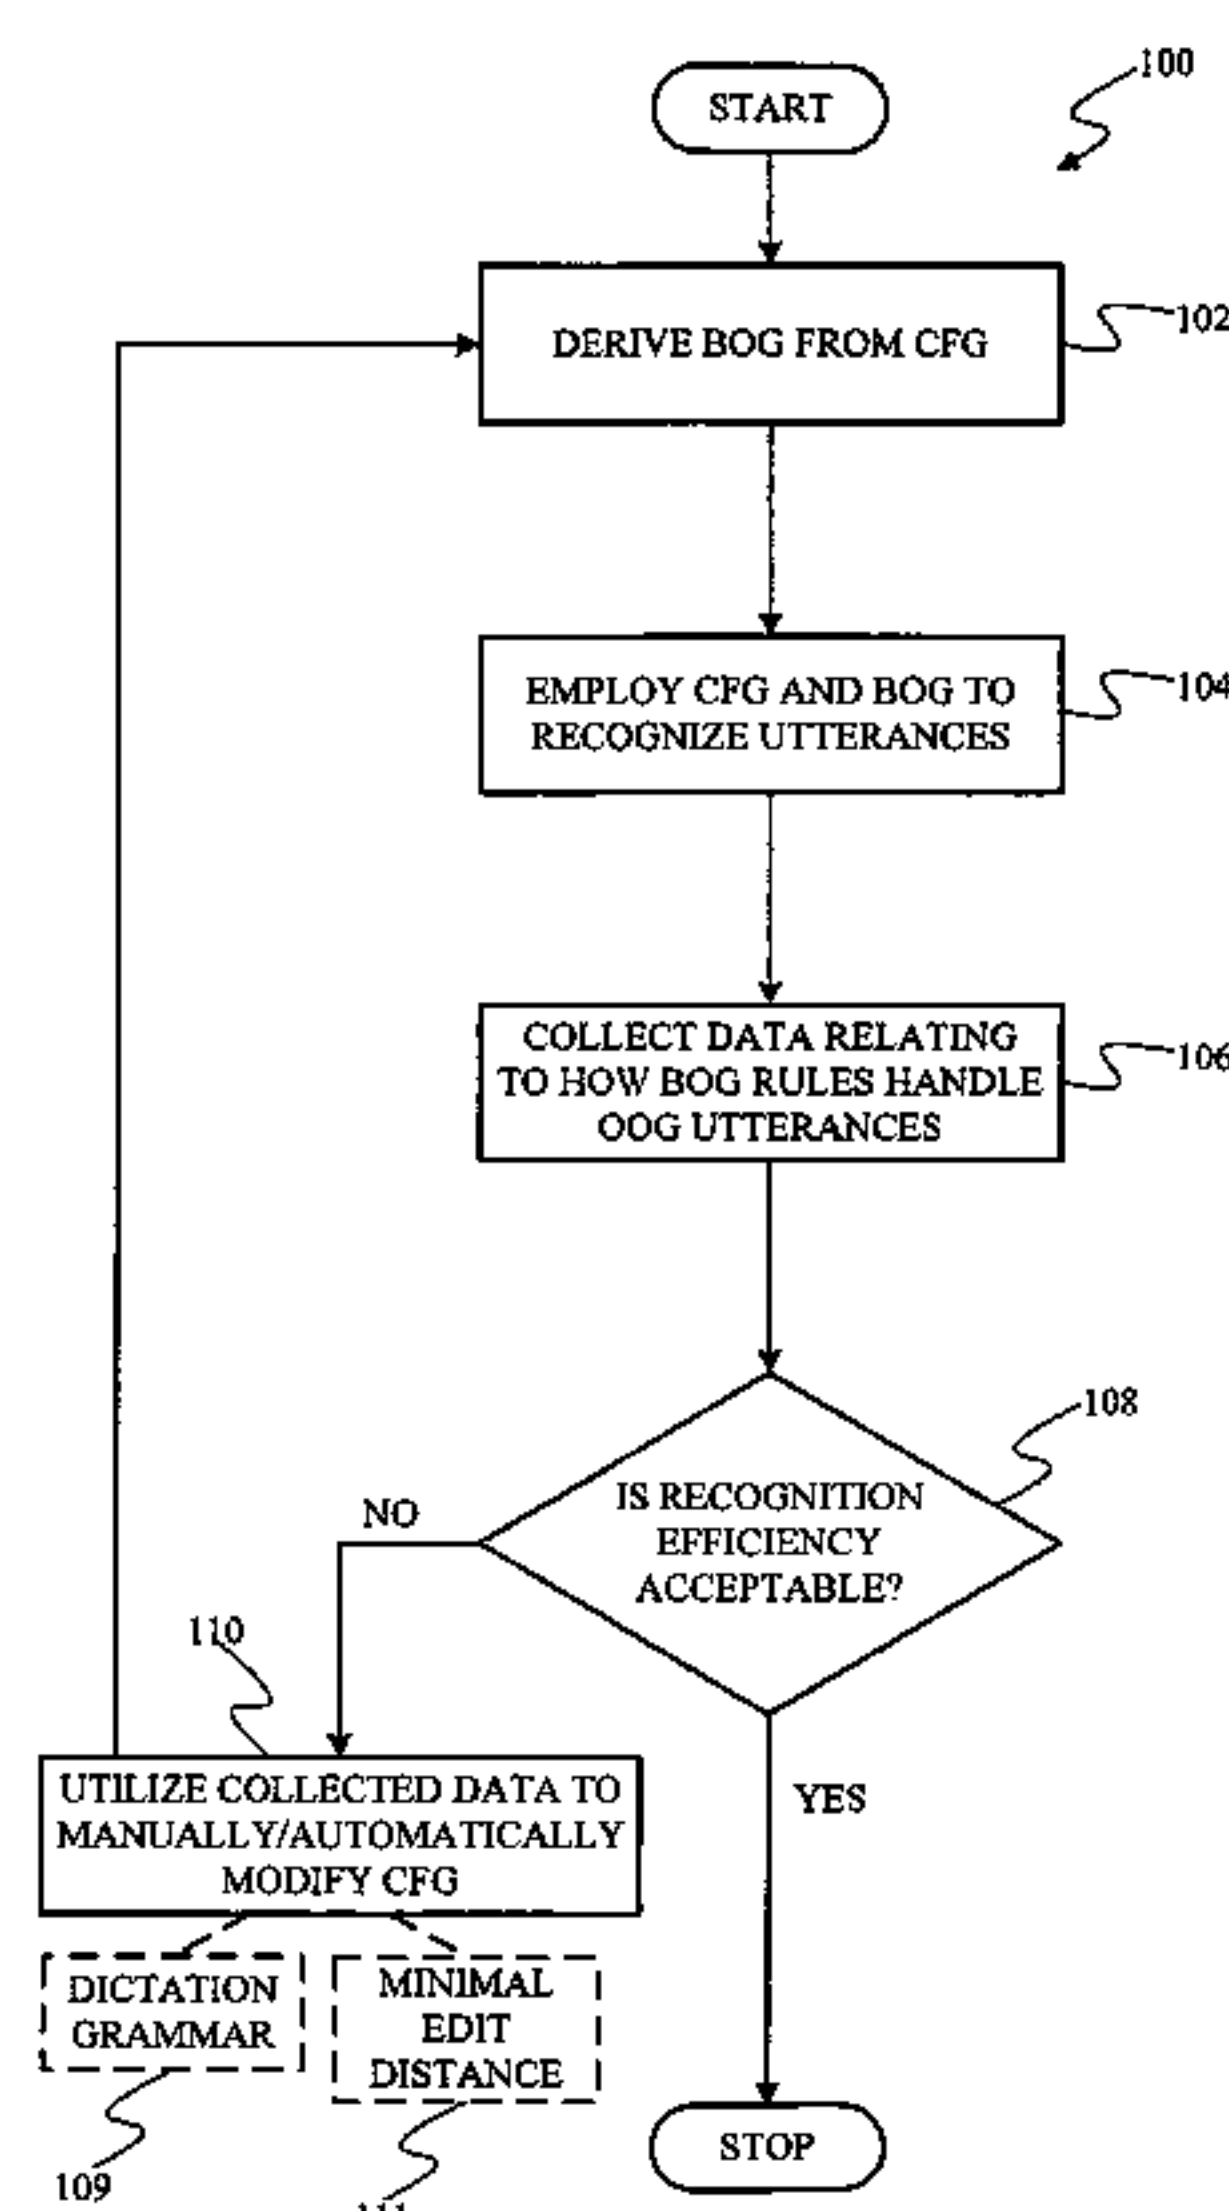 100
START
DERIVE BOG FROM CFG
102
EMPLOY CFG AND BOG TO
RECOGNIZE UTTERANCES
104
COLLECT DATA RELATING
TO HOW BOG RULES HANDLE
OOG UTTERANCES
106
108
IS RECOGNITION
EFFICIENCY
ACCEPTABLE?
NO
110
UTILIZE COLLECTED DATA TO
MANUALLY/AUTOMATICALLY
MODIFY CFG
YES
DICTATION
GRAMMAR
MINIMAL
EDIT
DISTANCE
STOP
109
111